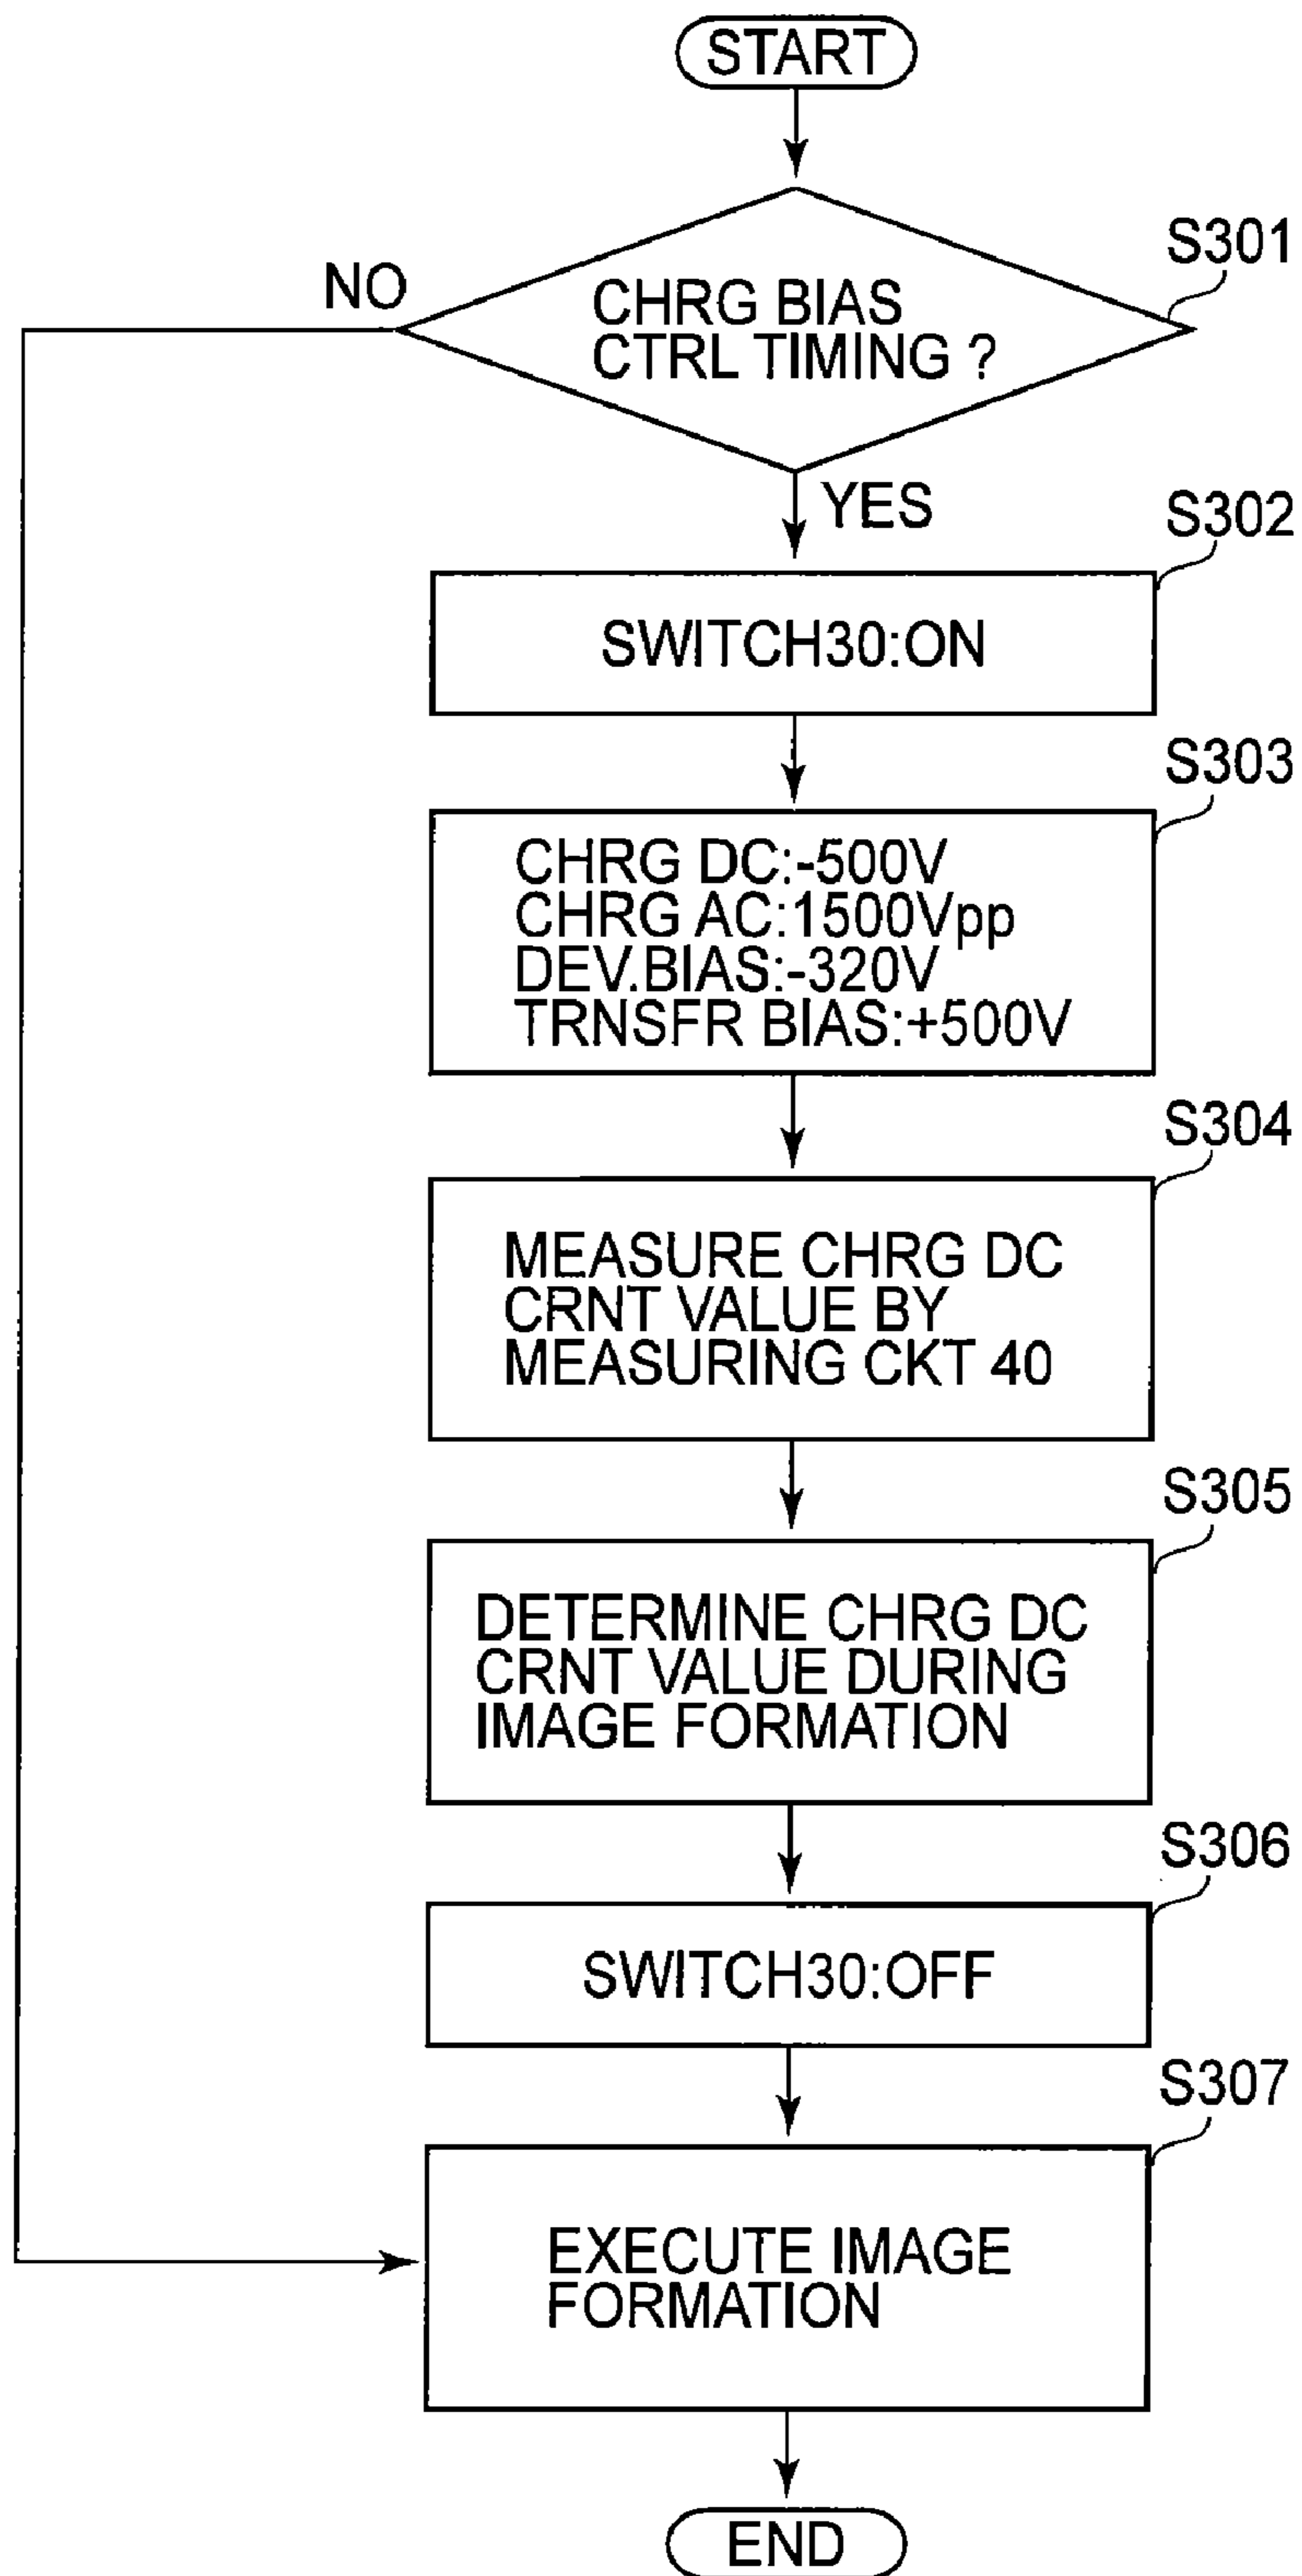 START
S301
NO
CHRG BIAS
CTRL TIMING ?
YES
S302
SWITCH30:ON
S303
CHRG DC:-500V
CHRG AC:1500Vpp
DEV.BIAS:-320V
TRNSFR BIAS:+500V
S304
MEASURE CHRG DC
CRNT VALUE BY
MEASURING CKT 40
S305
DETERMINE CHRG DC
CRNT VALUE DURING
IMAGE FORMATION
S306
SWITCH30:OFF
S307
EXECUTE IMAGE
FORMATION
END